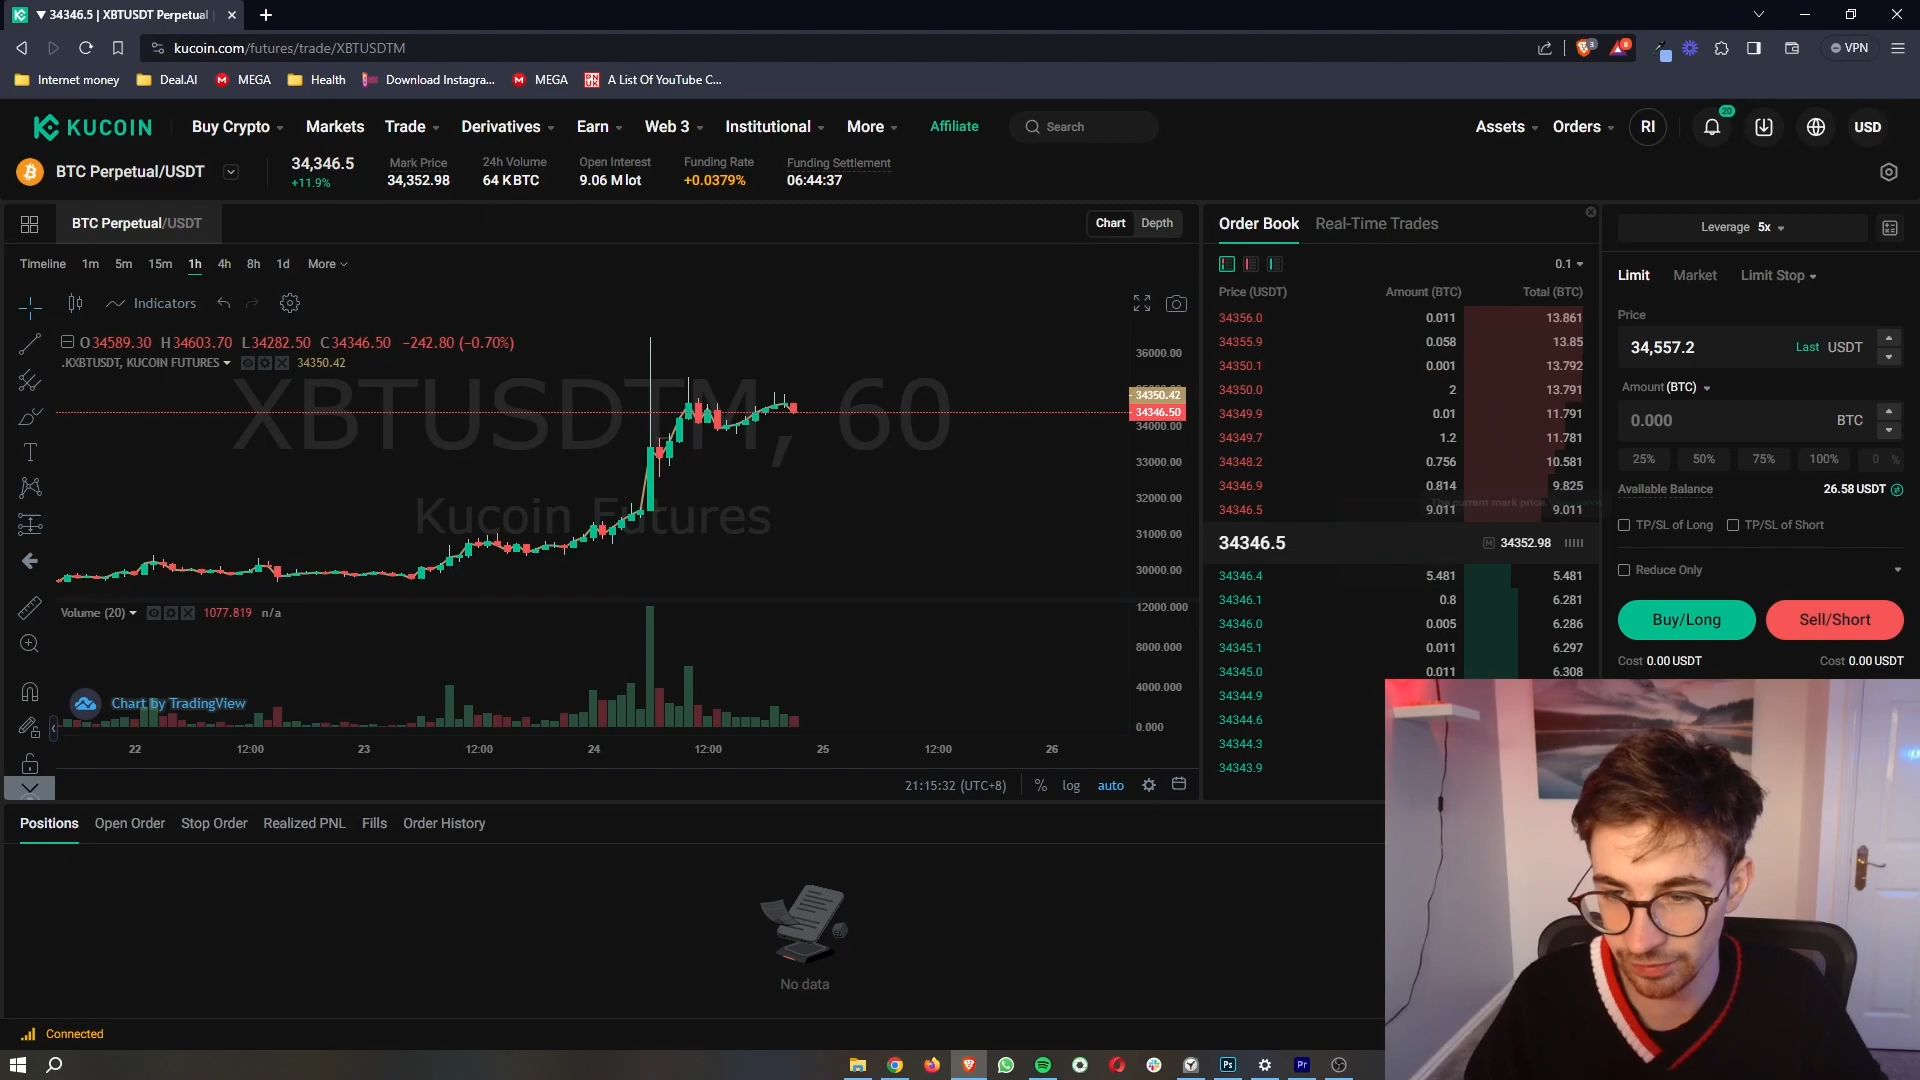 ▼ 34346.5 | XBTUSDT Perpetual
kucoin.com/futures/trade/XBTUSDTM
VPN
Internet money
Deal.AI
MEGA
Health
Download Instagra...
MEGA
A List Of YouTube C...
KUCOIN
Buy Crypto
Markets
Trade
Derivatives
Earn
Web 3
Institutional
More
Affiliate
Search
Assets
Orders
RI
20
USD
BTC Perpetual/USDT
34,346.5
+11.9%
Mark Price
34,352.98
24h Volume
64 K BTC
Open Interest
9.06 M lot
Funding Rate
+0.0379%
Funding Settlement
06:44:37
BTC Perpetual/USDT
Chart
Depth
Timeline
1m
5m
15m
1h
4h
8h
1d
More
Indicators
O34589.30 H34603.70 L34282.50 C34346.50 −242.80 (−0.70%)
.KXBTUSDT, KUCOIN FUTURES
34350.42
XBTUSDTM, 60
Kucoin Futures
36000.00
34350.42
34346.50
34000.00
33000.00
32000.00
31000.00
30000.00
Volume (20)
1077.819 n/a
12000.000
8000.000
4000.000
0.000
Chart by TradingView
22
12:00
23
12:00
24
12:00
25
12:00
26
21:15:32 (UTC+8)
%
log
auto
Order Book
Real-Time Trades
0.1
Price (USDT)
Amount (BTC)
Total (BTC)
34356.0 0.011 13.861
34355.9 0.058 13.85
34350.1 0.001 13.792
34350.0 2 13.791
34349.9 0.01 11.791
34349.7 1.2 11.781
34348.2 0.756 10.581
34346.9 0.814 9.825
34346.5 9.011 9.011
34346.5
M 34352.98
34346.4 5.481 5.481
34346.1 0.8 6.281
34346.0 0.005 6.286
34345.1 0.011 6.297
34345.0 0.011 6.308
34344.9
34344.6
34344.3
34343.9
Leverage 5x
Limit
Market
Limit Stop
Price
34,557.2
Last
USDT
Amount (BTC)
0.000
BTC
25%
50%
75%
100%
0 %
Available Balance
26.58 USDT
TP/SL of Long
TP/SL of Short
Reduce Only
Buy/Long
Sell/Short
Cost 0.00 USDT
Cost 0.00 USDT
Positions
Open Order
Stop Order
Realized PNL
Fills
Order History
No data
Connected
Ps
Pr